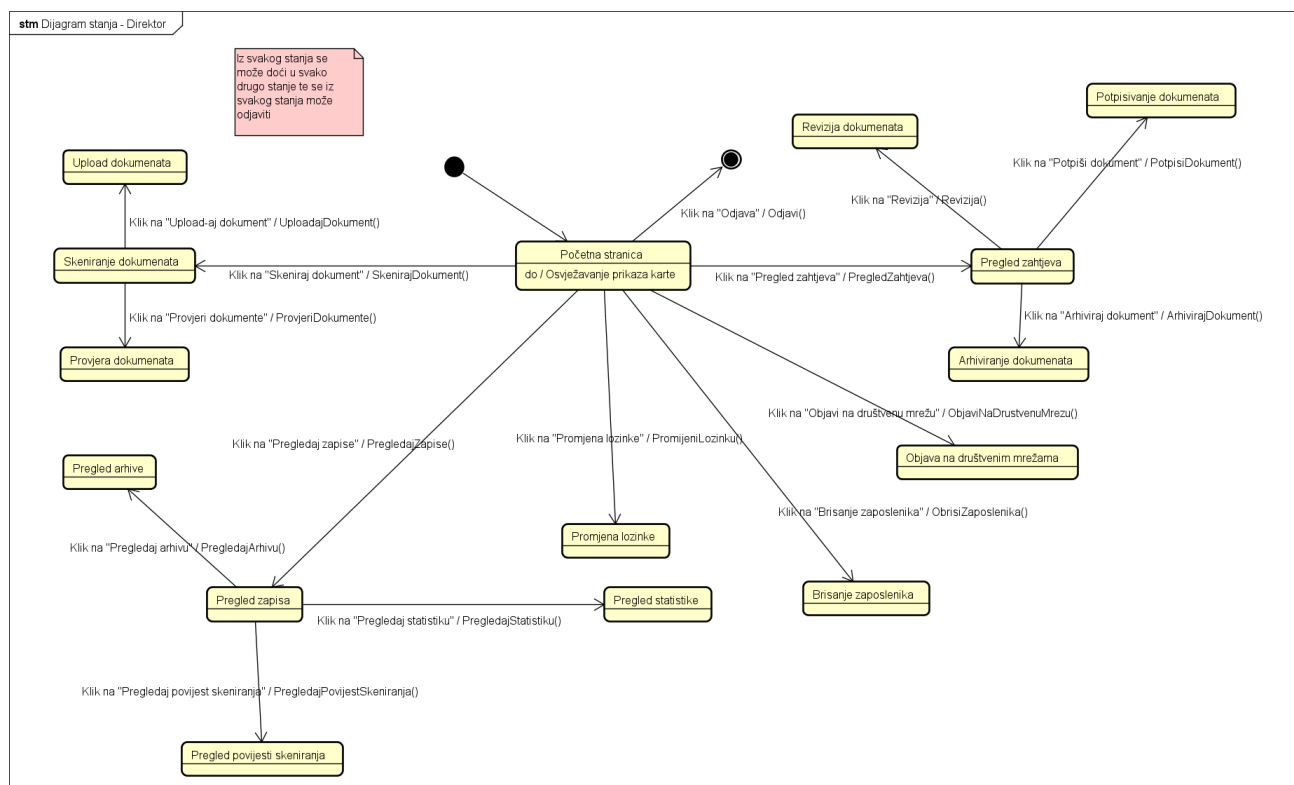 stm Dijagram stanja - Direktor
Iz svakog stanja se
može doći u svako
drugo stanje te se iz
svakog stanja može
odjaviti
Potpisivanje dokumenata
Revizija dokumenata
Upload dokumenata
Klik na "Potpiši dokument" / PotpisiDokument()
Klik na "Revizija" / Revizija()
Klik na "Odjava" / Odjavi()
Klik na "Upload-aj dokument" / UploadajDokument()
Početna stranica
do / Osvježavanje prikaza karte
Skeniranje dokumenata
Klik na "Skeniraj dokument" / SkenirajDokument()
Klik na "Pregled zahtjeva" / PregledZahtjeva()
Pregled zahtjeva
Klik na "Provjeri dokumente" / ProvjeriDokumente()
Klik na "Arhiviraj dokument" / ArhivirajDokument()
Provjera dokumenata
Arhiviranje dokumenata
Klik na "Objavi na društvenu mrežu" / ObjaviNaDrustvenuMrezu()
Klik na "Pregledaj zapise" / PregledajZapise()
Klik na "Promjena lozinke" / PromijeniLozinku()
Objava na društvenim mrežama
Pregled arhive
Klik na "Brisanje zaposlenika" / ObrisiZaposlenika()
Promjena lozinke
Klik na "Pregledaj arhivu" / PregledajArhivu()
Pregled zapisa
Pregled statistike
Brisanje zaposlenika
Klik na "Pregledaj statistiku" / PregledajStatistiku()
Klik na "Pregledaj povijest skeniranja" / PregledajPovijestSkeniranja()
Pregled povijesti skeniranja